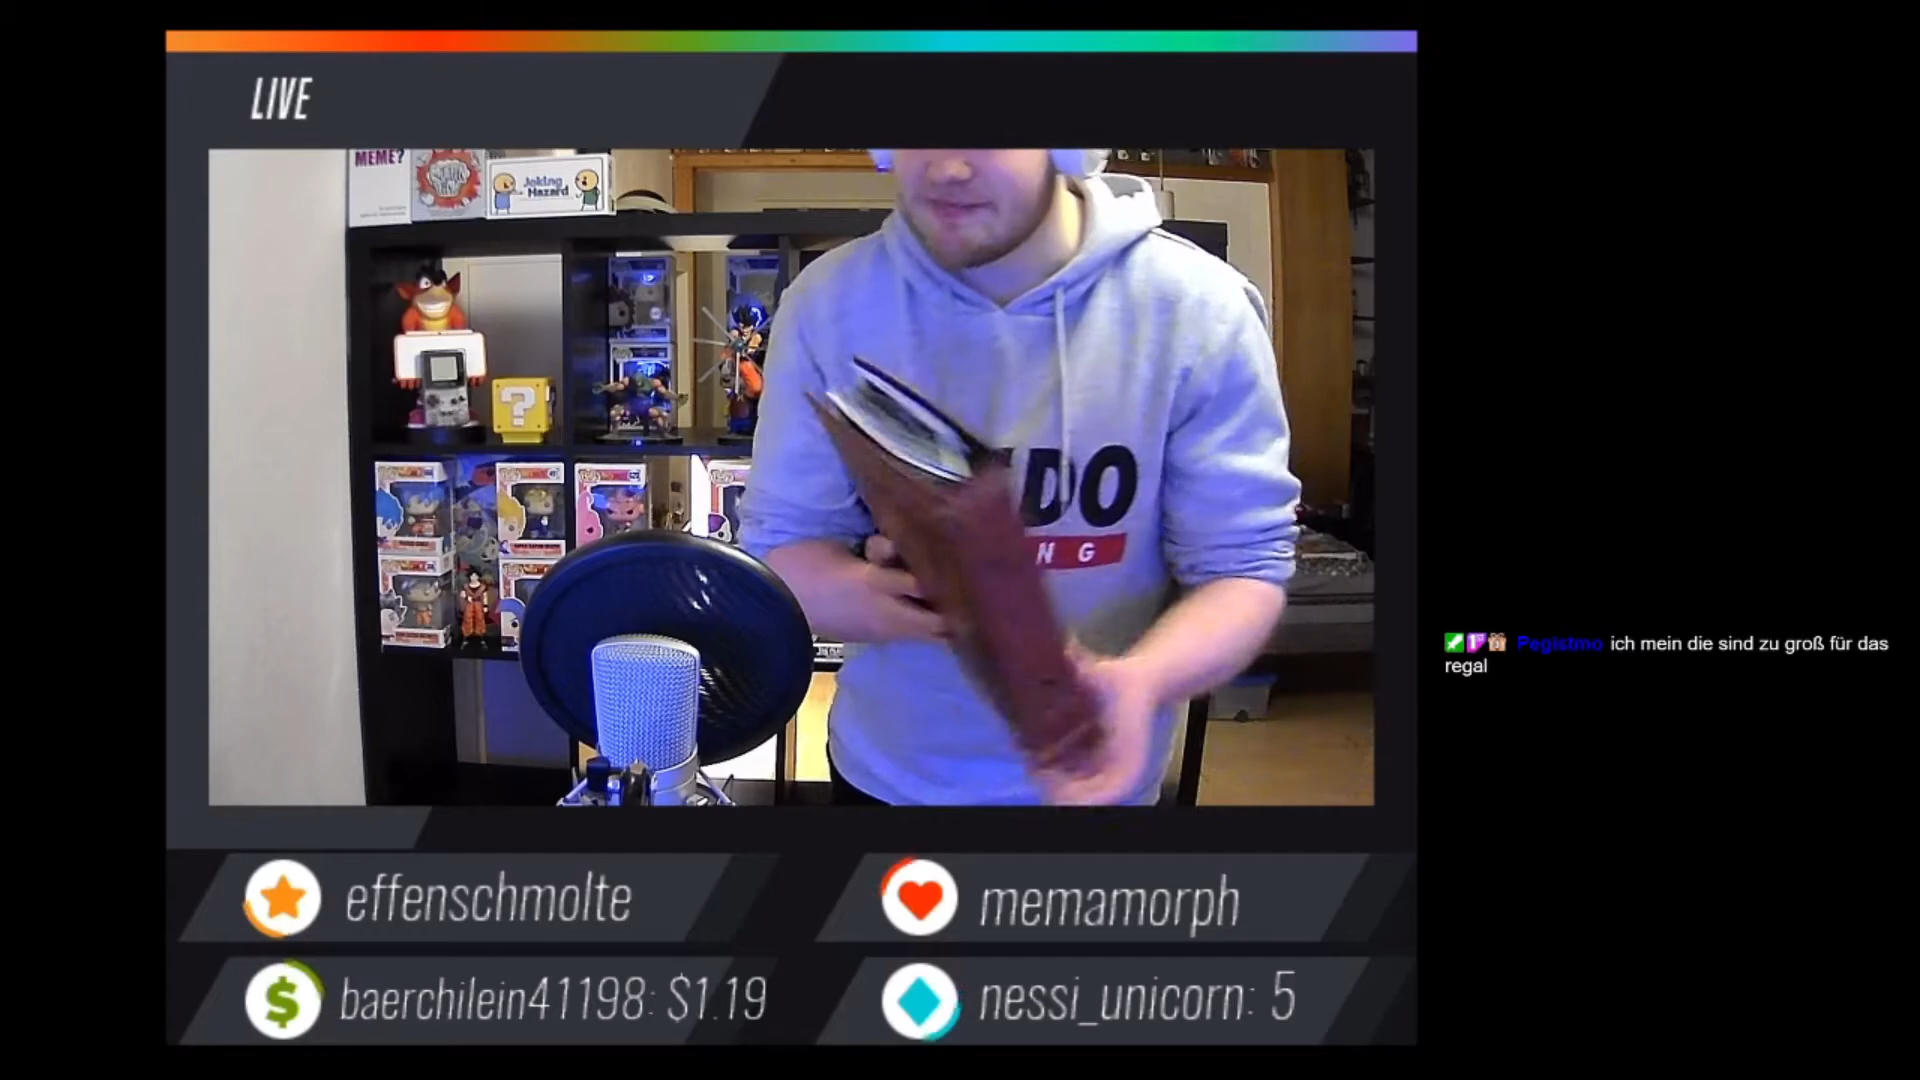 LIVE
MEME?
Joking
Hazard
DO
NG
Pegistmo ich mein die sind zu groß für das
regal
effenschmolte
memamorph
baerchilein41198: $1.19
nessi_unicorn: 5